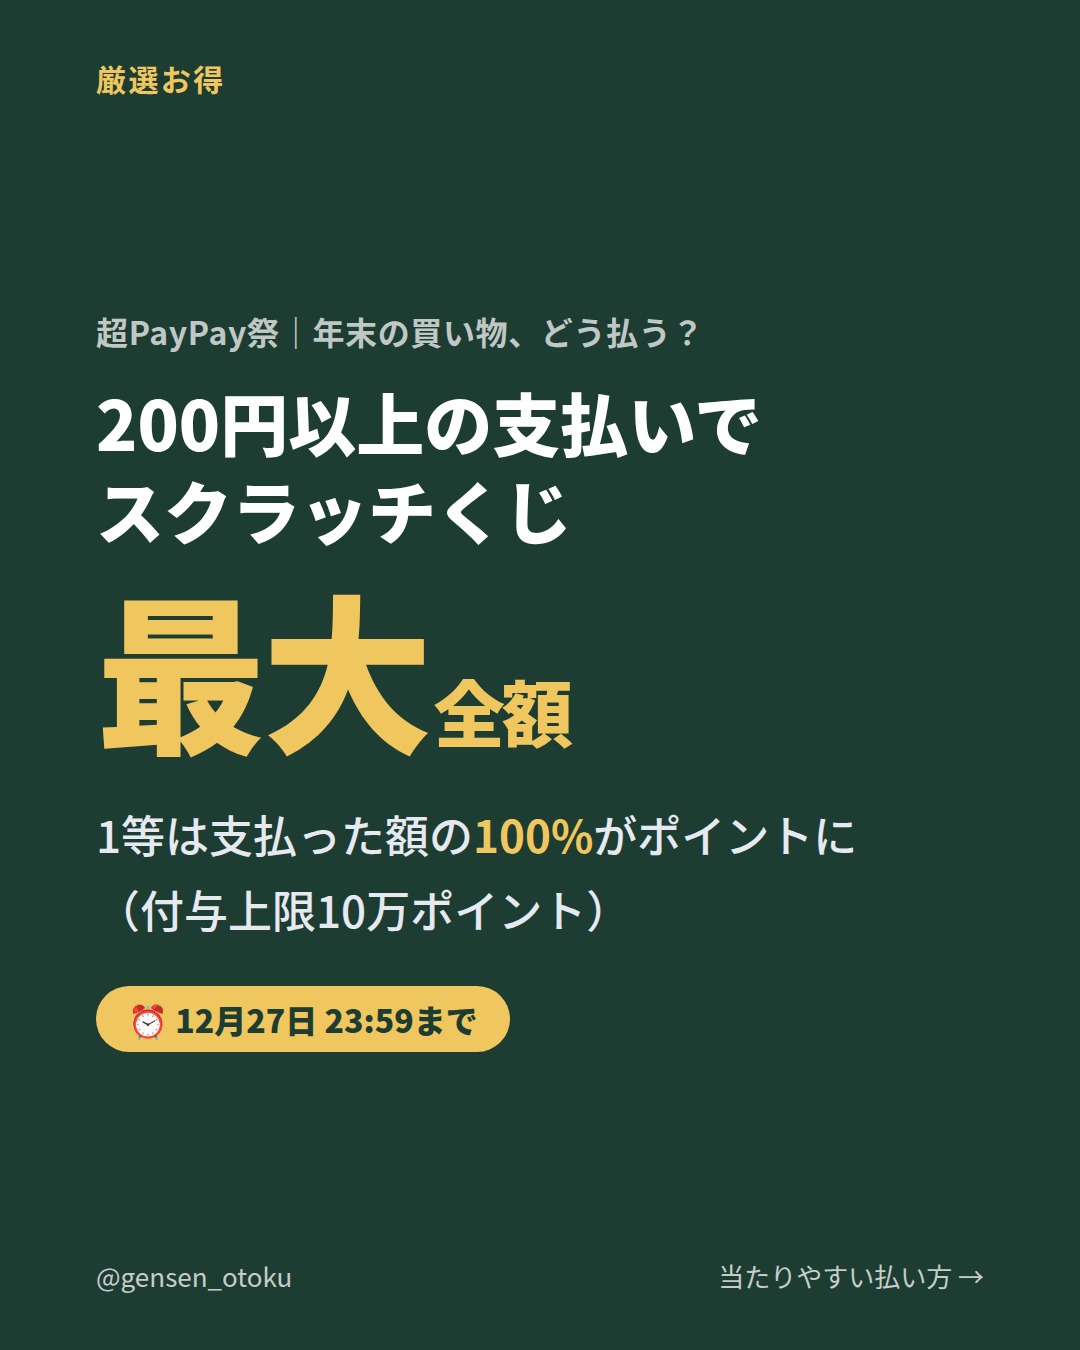 厳選お得
超PayPay祭｜年末の買い物、どう払う？
200円以上の支払いで
スクラッチくじ
最大全額
1等は支払った額の100%がポイントに
（付与上限10万ポイント）
⏰ 12月27日 23:59まで
@gensen_otoku
当たりやすい払い方→